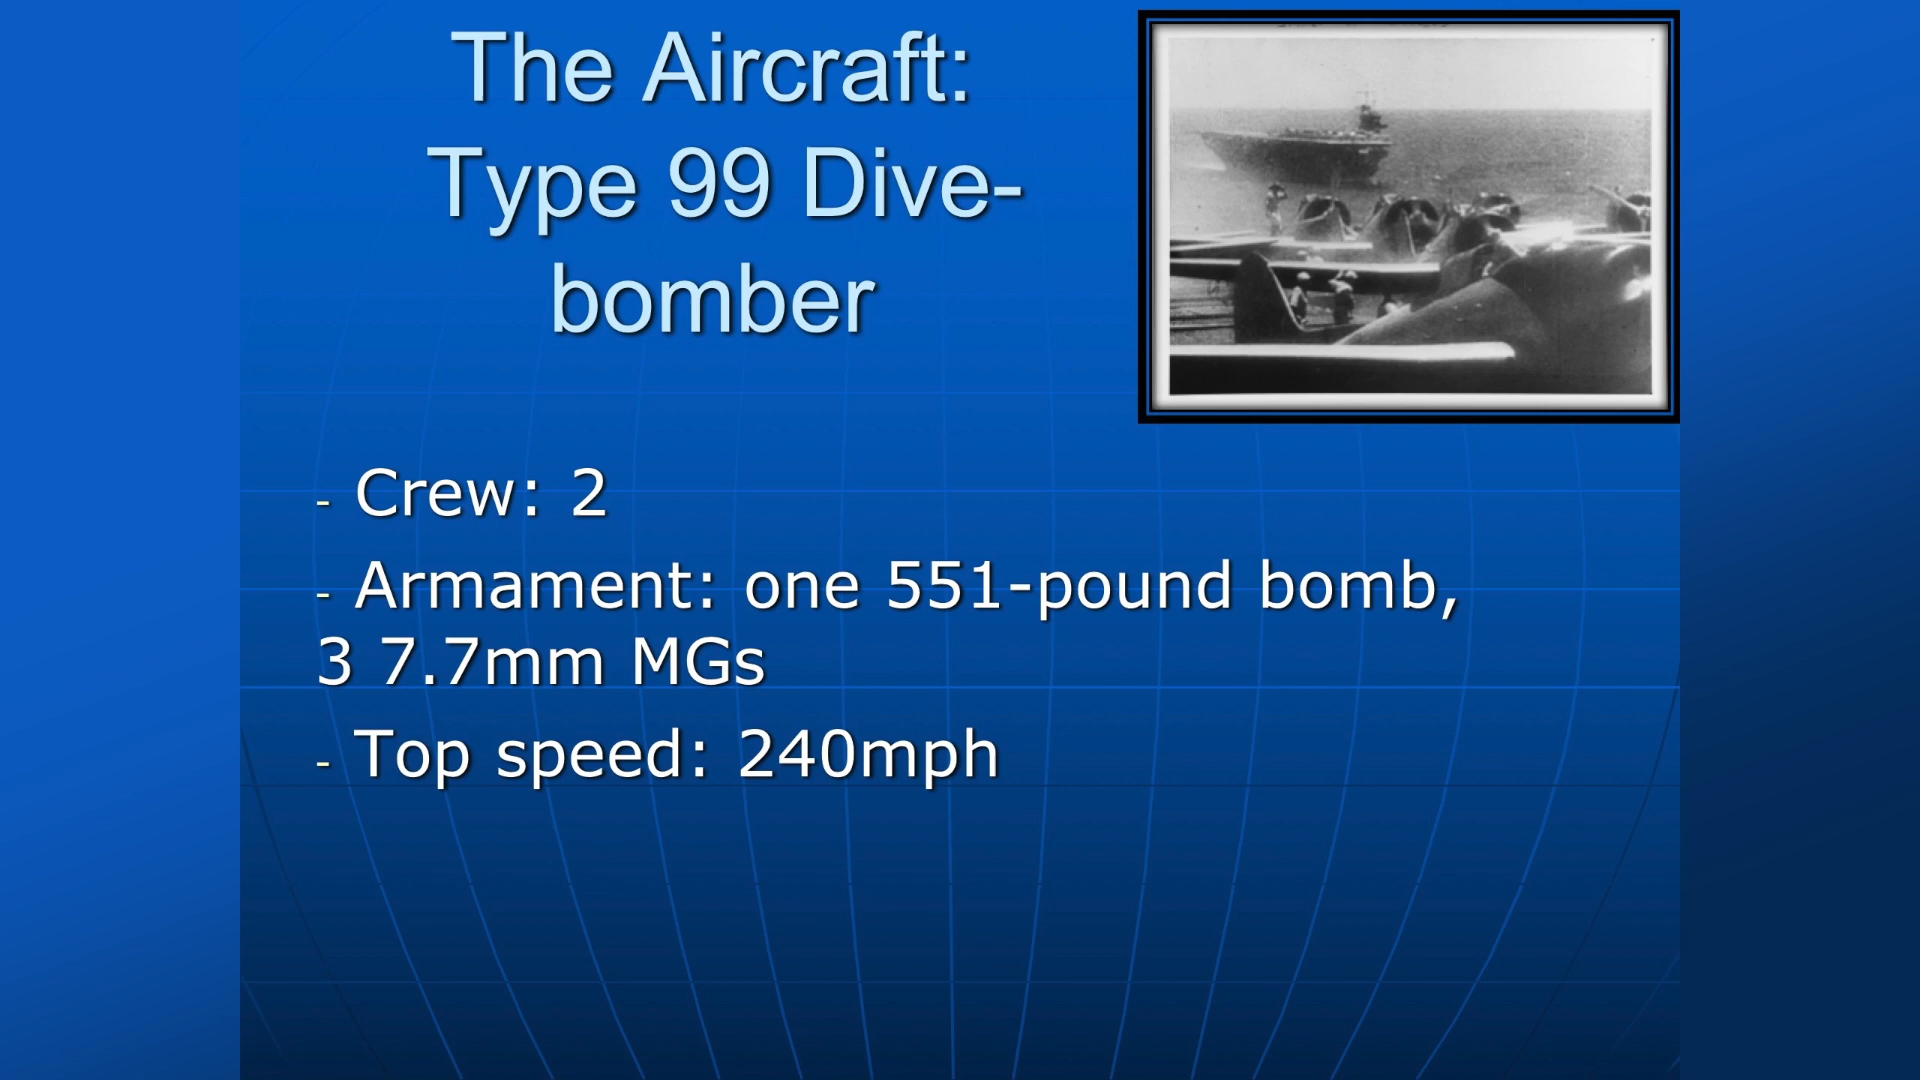 The Aircraft:
Type 99 Dive-
bomber
- Crew: 2
- Armament: one 551-pound bomb,
3 7.7mm MGs
- Top speed: 240mph